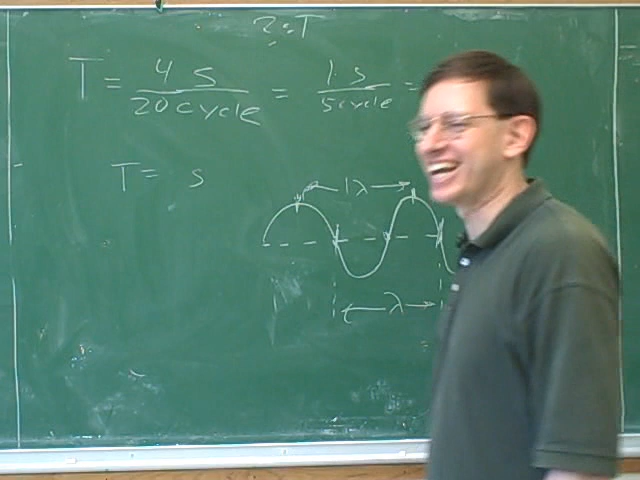 T = 4 s / 20 cycle = 1 s / 5 cycle =
T = s
1λ
λ